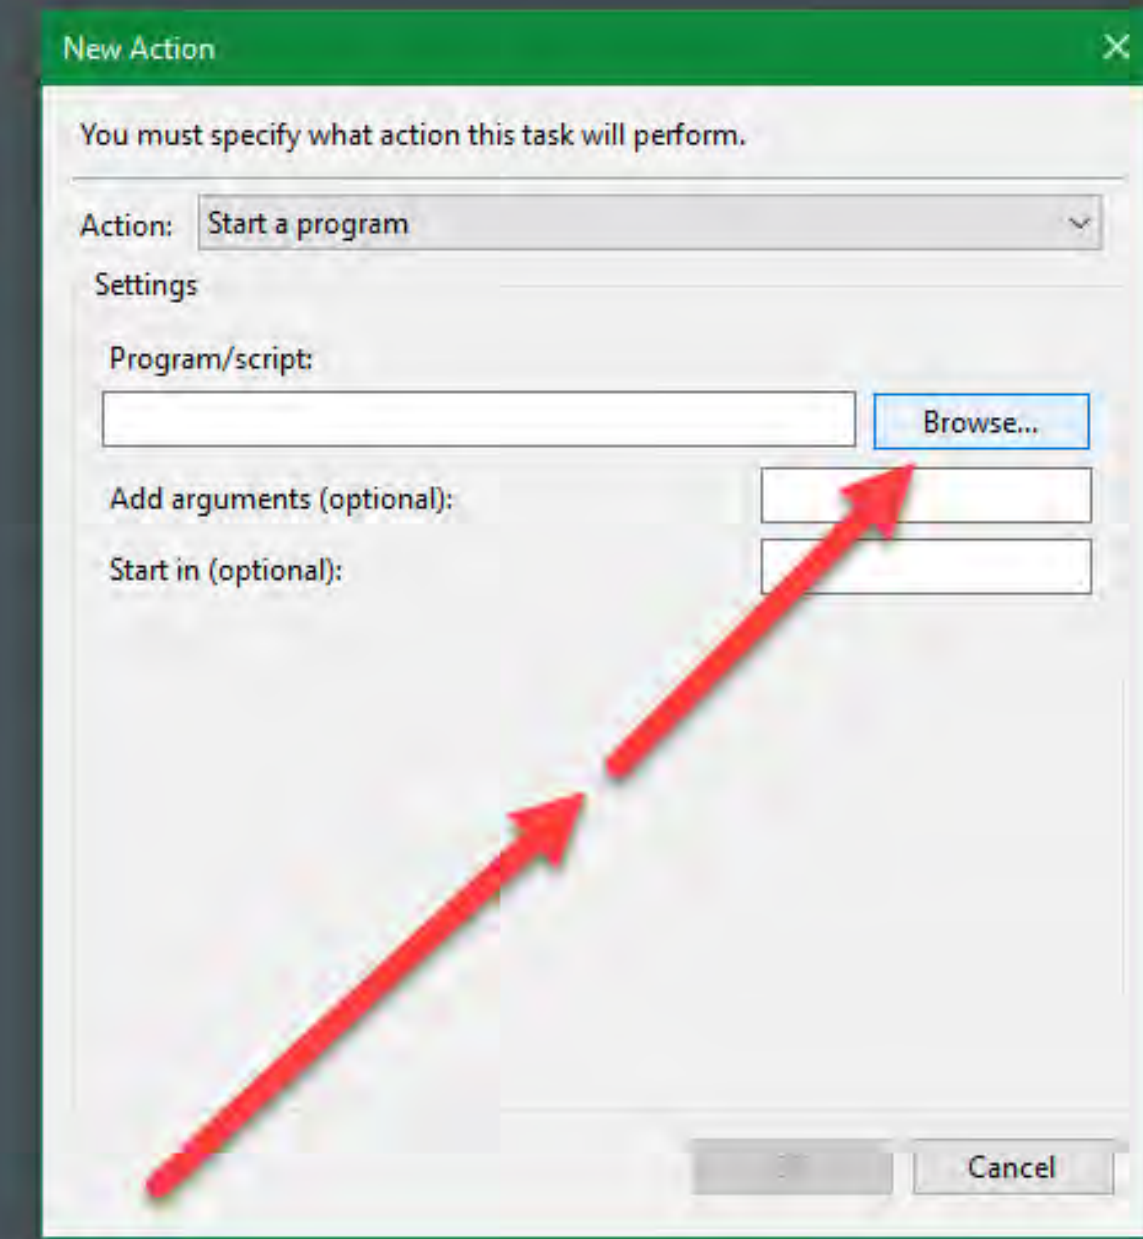 New Action
You must specify what action this task will perform.
Action: Start a program
Settings
Program/script:
Browse...
Add arguments (optional):
Start in (optional):
Cancel